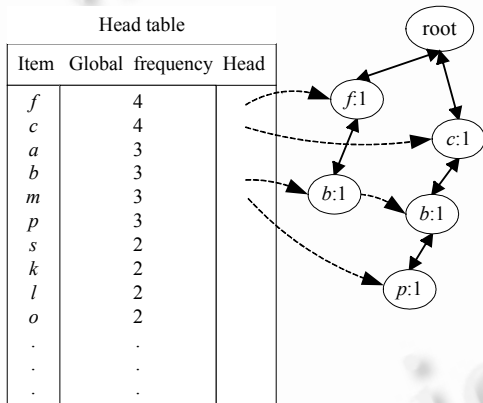 Head table
Item Global frequency Head
f 4
c 4
a 3
b 3
m 3
p 3
s 2
k 2
l 2
o 2
. .
. .
. .
root
f:1
c:1
b:1
b:1
p:1